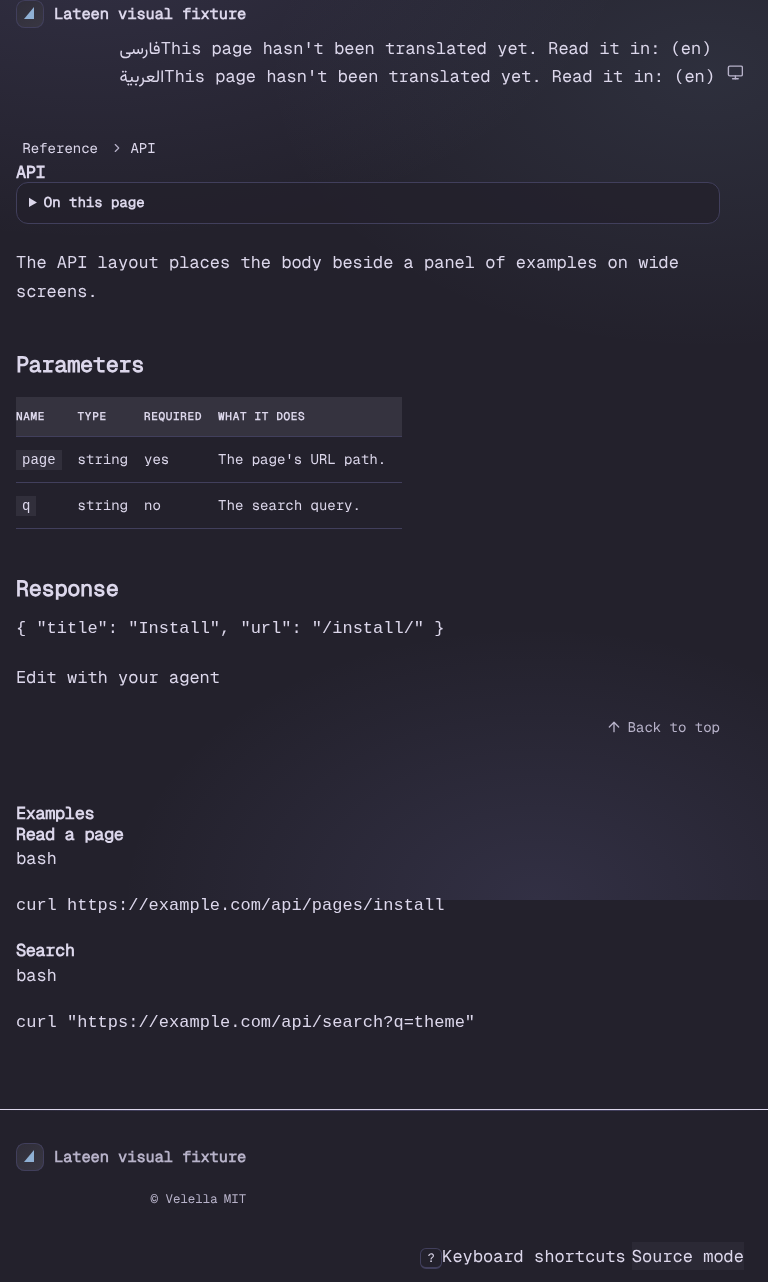 Lateen visual fixture
فارسی This page hasn't been translated yet. Read it in: (en)
العربية This page hasn't been translated yet. Read it in: (en)
Reference > API
API
On this page
The API layout places the body beside a panel of examples on wide
screens.
Parameters
NAME TYPE REQUIRED WHAT IT DOES
page string yes The page's URL path.
q string no The search query.
Response
{ "title": "Install", "url": "/install/" }
Edit with your agent
↑ Back to top
Examples
Read a page
bash
curl https://example.com/api/pages/install
Search
bash
curl "https://example.com/api/search?q=theme"
Lateen visual fixture
© Velella MIT
? Keyboard shortcuts Source mode